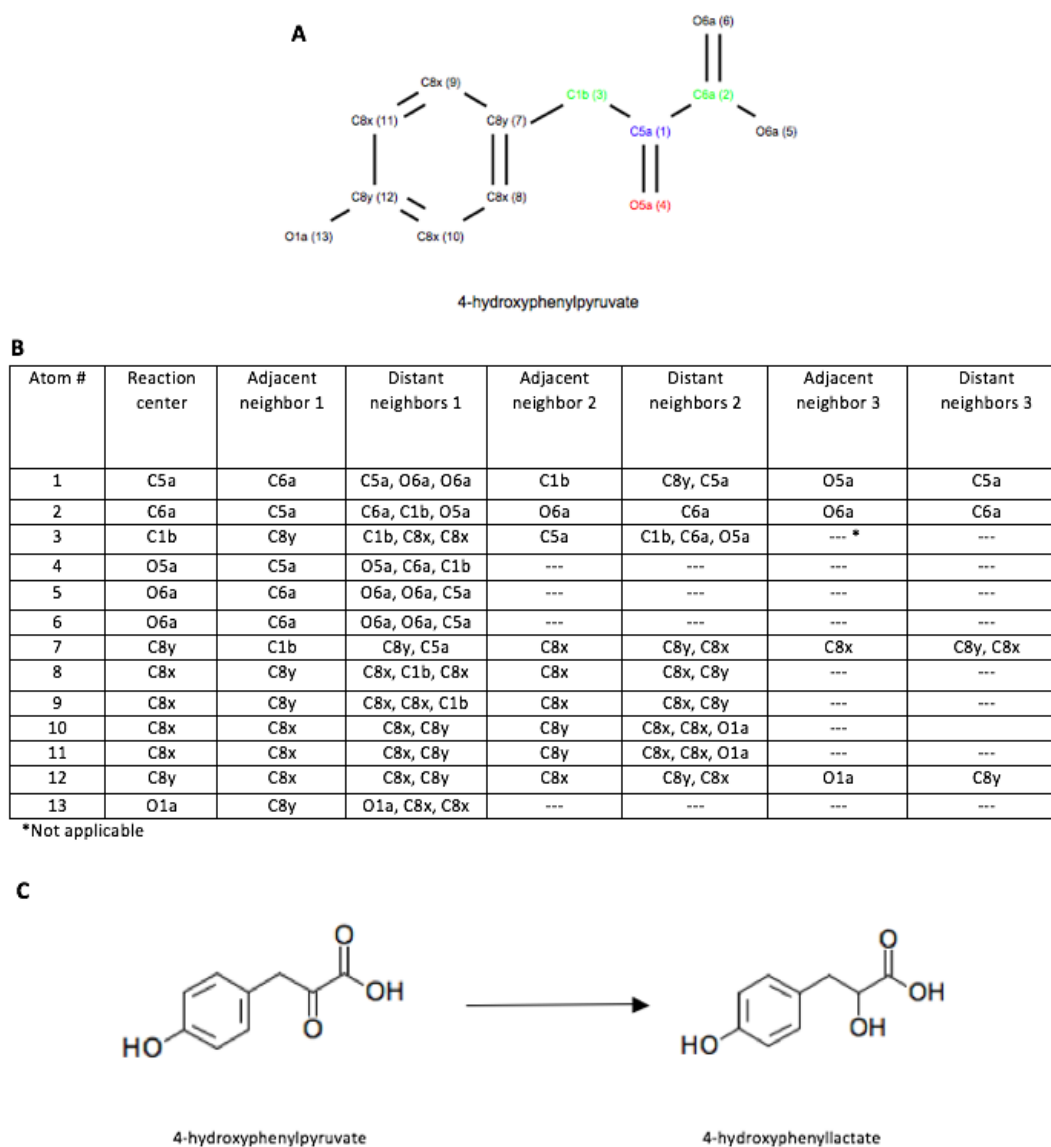 A
O6a (6)
C8x (9)
C1b (3)
C6a (2)
C8x (11)
C8y (7)
C5a (1)
O6a (5)
C8y (12)
C8x (8)
O5a (4)
O1a (13)
C8x (10)
4-hydroxyphenylpyruvate
B
Atom # Reaction center Adjacent neighbor 1 Distant neighbors 1 Adjacent neighbor 2 Distant neighbors 2 Adjacent neighbor 3 Distant neighbors 3
1 C5a C6a C5a, O6a, O6a C1b C8y, C5a O5a C5a
2 C6a C5a C6a, C1b, O5a O6a C6a O6a C6a
3 C1b C8y C1b, C8x, C8x C5a C1b, C6a, O5a --- * ---
4 O5a C5a O5a, C6a, C1b --- --- --- ---
5 O6a C6a O6a, O6a, C5a --- --- --- ---
6 O6a C6a O6a, O6a, C5a --- --- --- ---
7 C8y C1b C8y, C5a C8x C8y, C8x C8x C8y, C8x
8 C8x C8y C8x, C1b, C8x C8x C8x, C8y --- ---
9 C8x C8y C8x, C8x, C1b C8x C8x, C8y --- ---
10 C8x C8x C8x, C8y C8y C8x, C8x, O1a ---
11 C8x C8x C8x, C8y C8y C8x, C8x, O1a --- ---
12 C8y C8x C8x, C8y C8x C8y, C8x O1a C8y
13 O1a C8y O1a, C8x, C8x --- --- --- ---
*Not applicable
C
O
OH
O
HO
O
OH
OH
HO
4-hydroxyphenylpyruvate
4-hydroxyphenyllactate